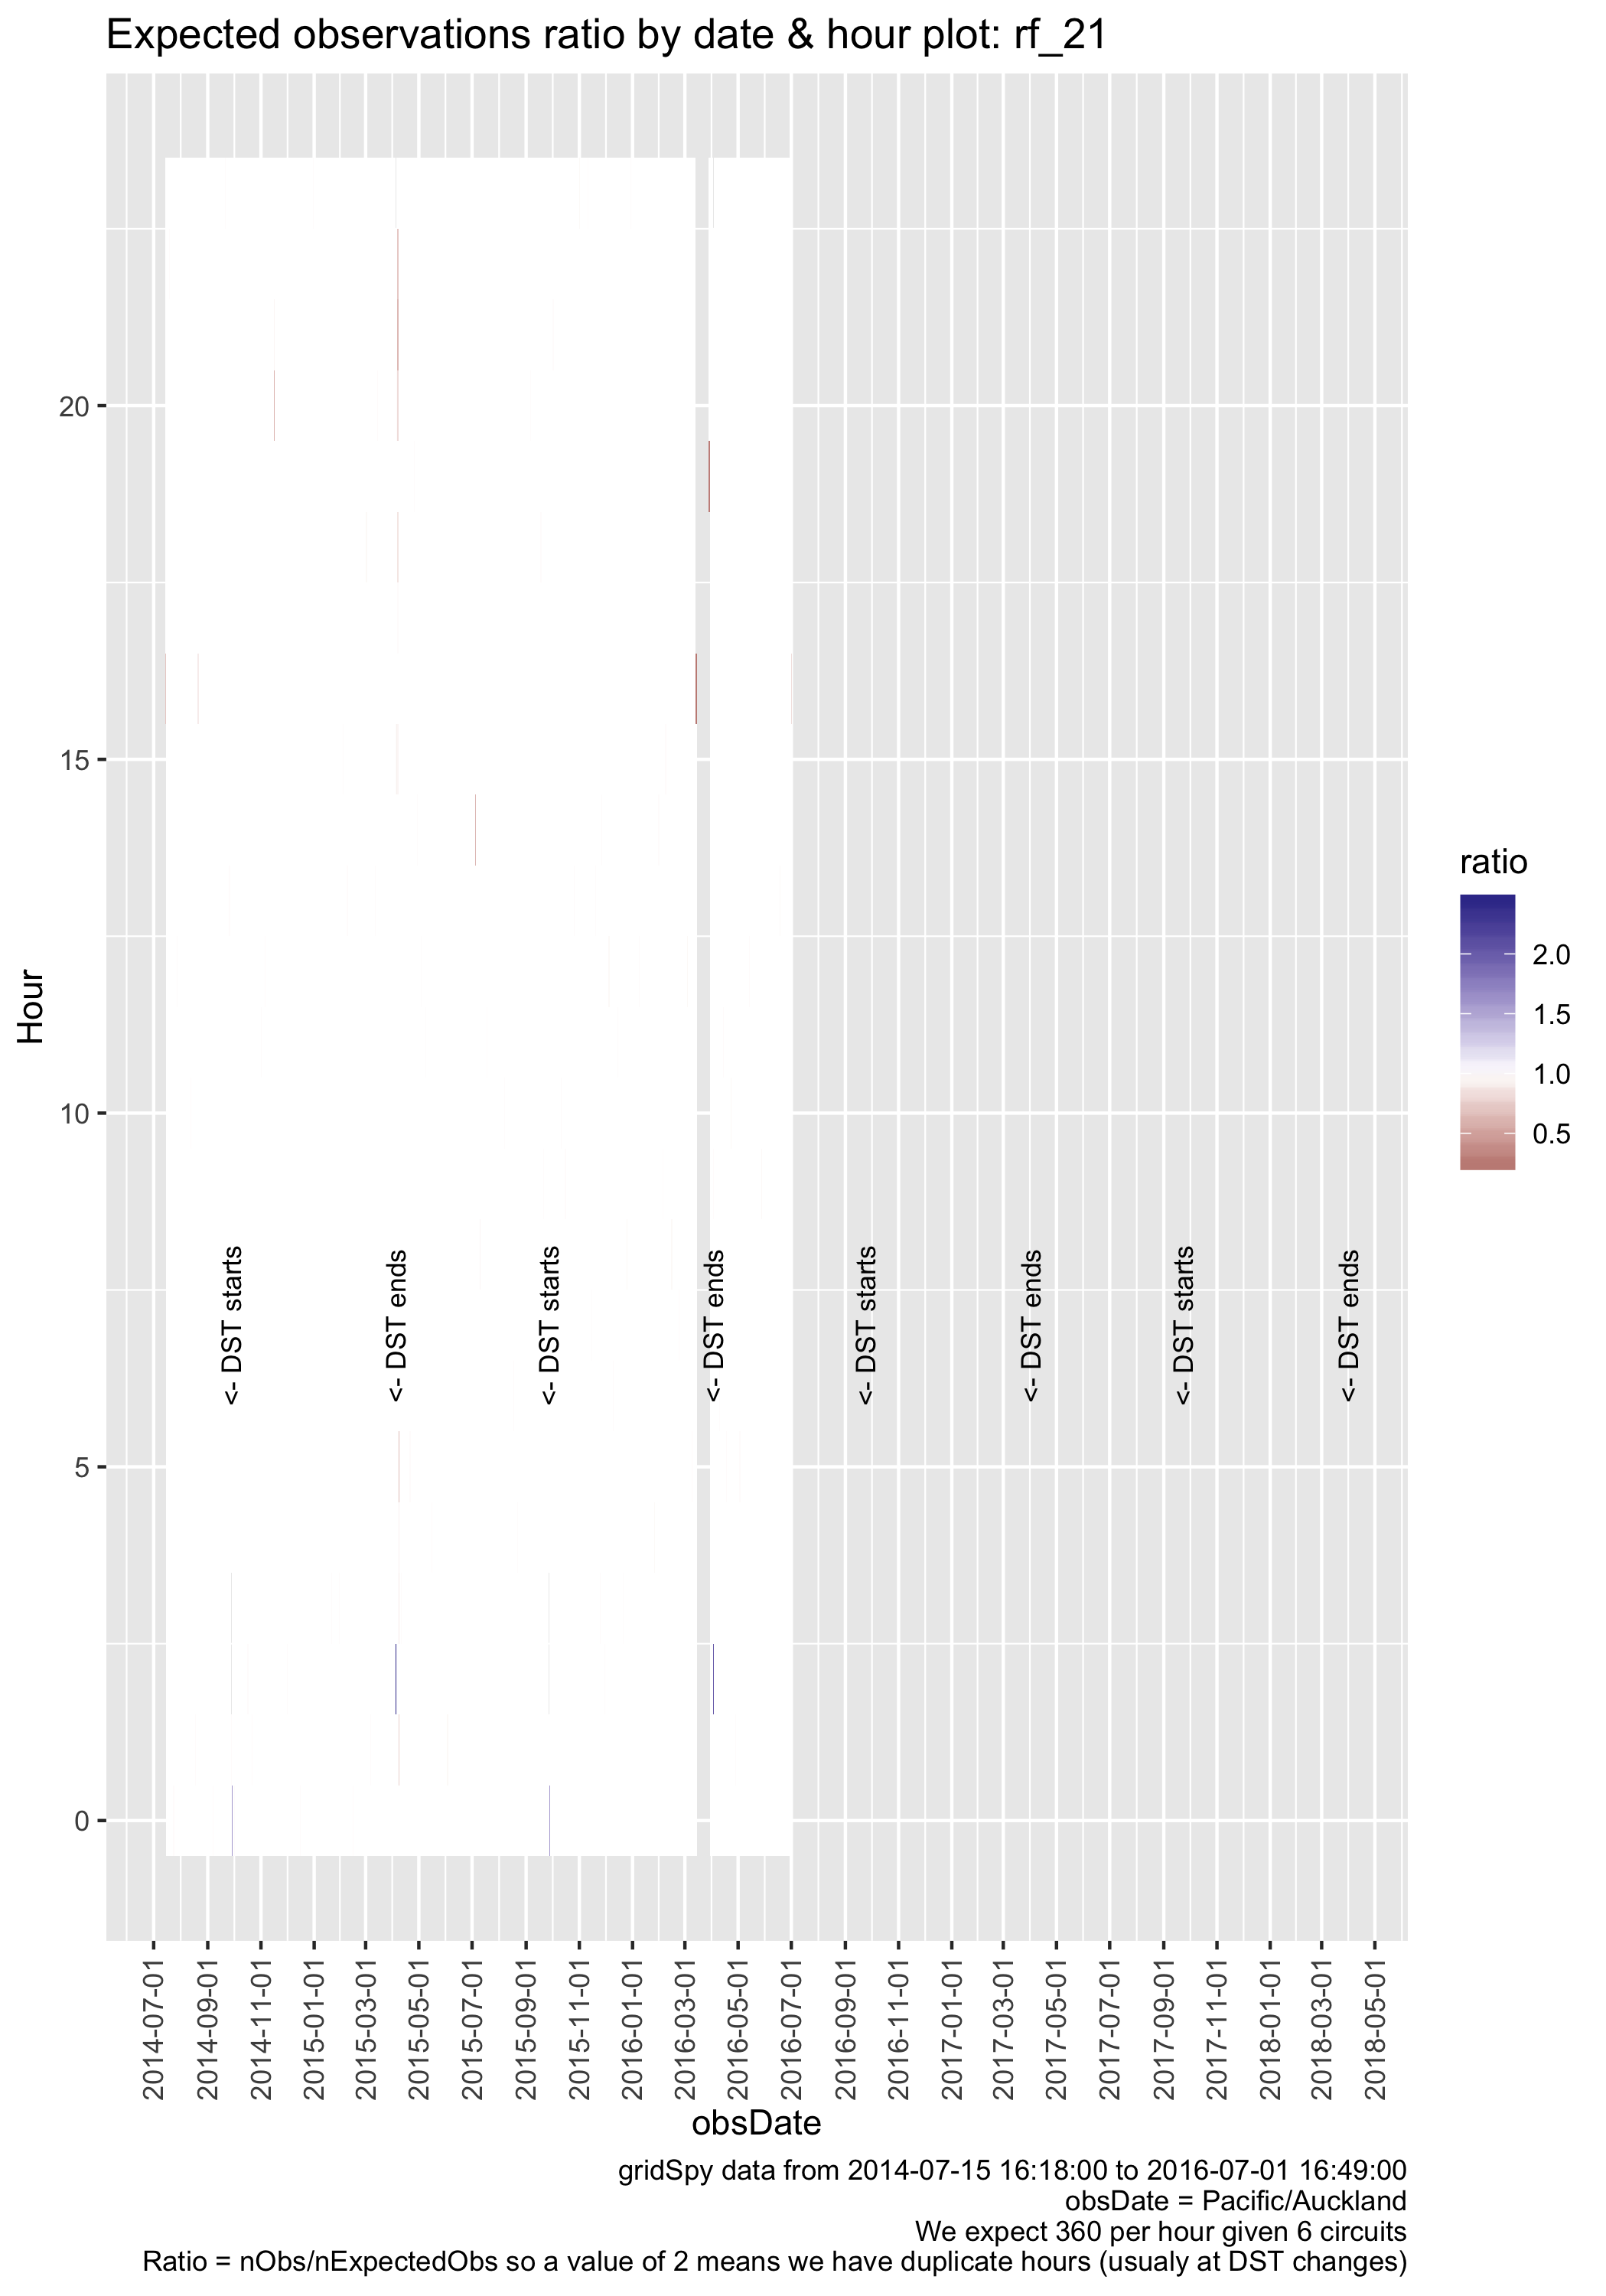 Expected observations ratio by date & hour plot: rf_21
Hour
20
15
10
5
0
<- DST starts
<- DST ends
<- DST starts
<- DST ends
<- DST starts
<- DST ends
<- DST starts
<- DST ends
ratio
2.0
1.5
1.0
0.5
2014-07-01
2014-09-01
2014-11-01
2015-01-01
2015-03-01
2015-05-01
2015-07-01
2015-09-01
2015-11-01
2016-01-01
2016-03-01
2016-05-01
2016-07-01
2016-09-01
2016-11-01
2017-01-01
2017-03-01
2017-05-01
2017-07-01
2017-09-01
2017-11-01
2018-01-01
2018-03-01
2018-05-01
obsDate
gridSpy data from 2014-07-15 16:18:00 to 2016-07-01 16:49:00
obsDate = Pacific/Auckland
We expect 360 per hour given 6 circuits
Ratio = nObs/nExpectedObs so a value of 2 means we have duplicate hours (usualy at DST changes)